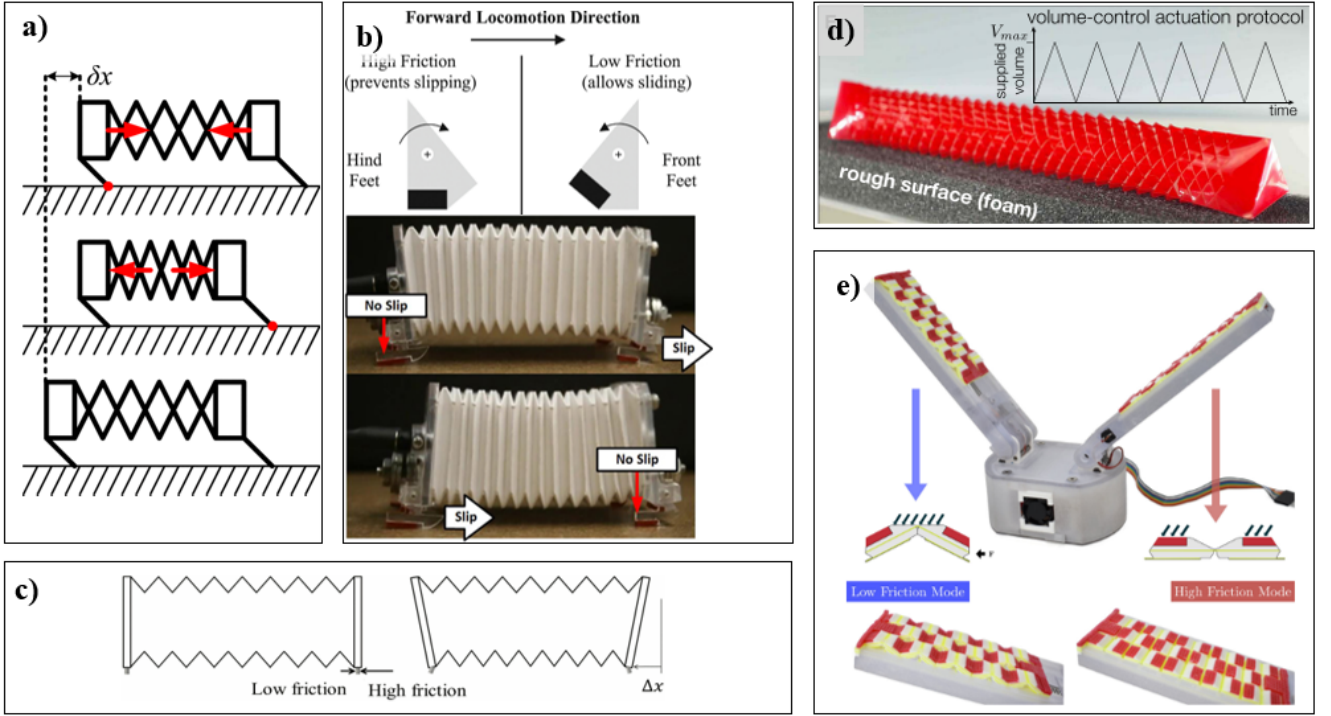 a)
δx
b)
Forward Locomotion Direction
High Friction
(prevents slipping)
Low Friction
(allows sliding)
Hind
Feet
Front
Feet
No Slip
Slip
No Slip
Slip
c)
Low friction
High friction
Δx
d)
volume-control actuation protocol
Vmax
supplied
volume
time
rough surface (foam)
e)
F
Low Friction Mode
High Friction Mode